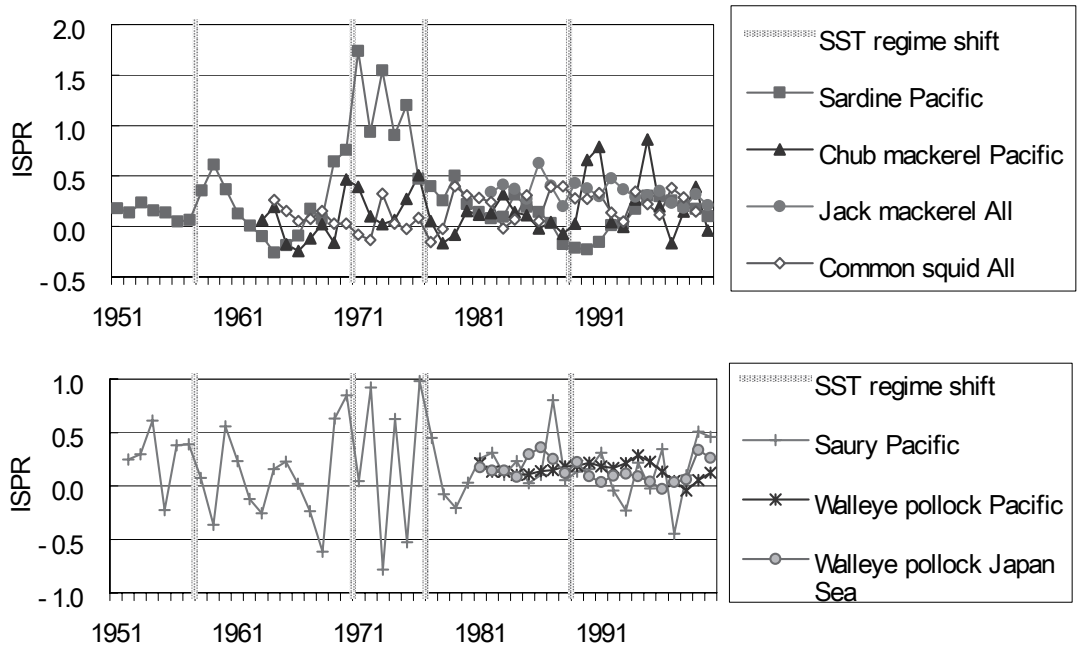 2.0
1.5
1.0
0.5
0.0
-0.5
ISPR
1951 1961 1971 1981 1991
SST regime shift
Sardine Pacific
Chub mackerel Pacific
Jack mackerel All
Common squid All
1.0
0.5
0.0
-0.5
-1.0
ISPR
1951 1961 1971 1981 1991
SST regime shift
Saury Pacific
Walleye pollock Pacific
Walleye pollock Japan
Sea